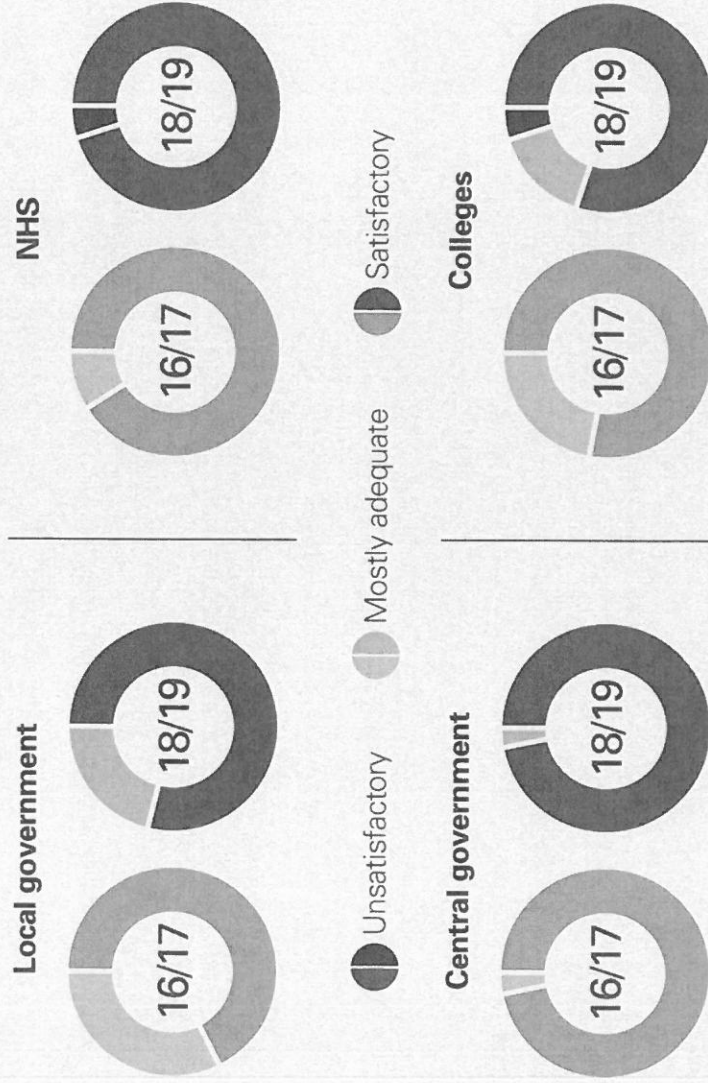 Local government
NHS
16/17
18/19
16/17
18/19
Unsatisfactory
Mostly adequate
Satisfactory
Central government
Colleges
16/17
18/19
16/17
18/19